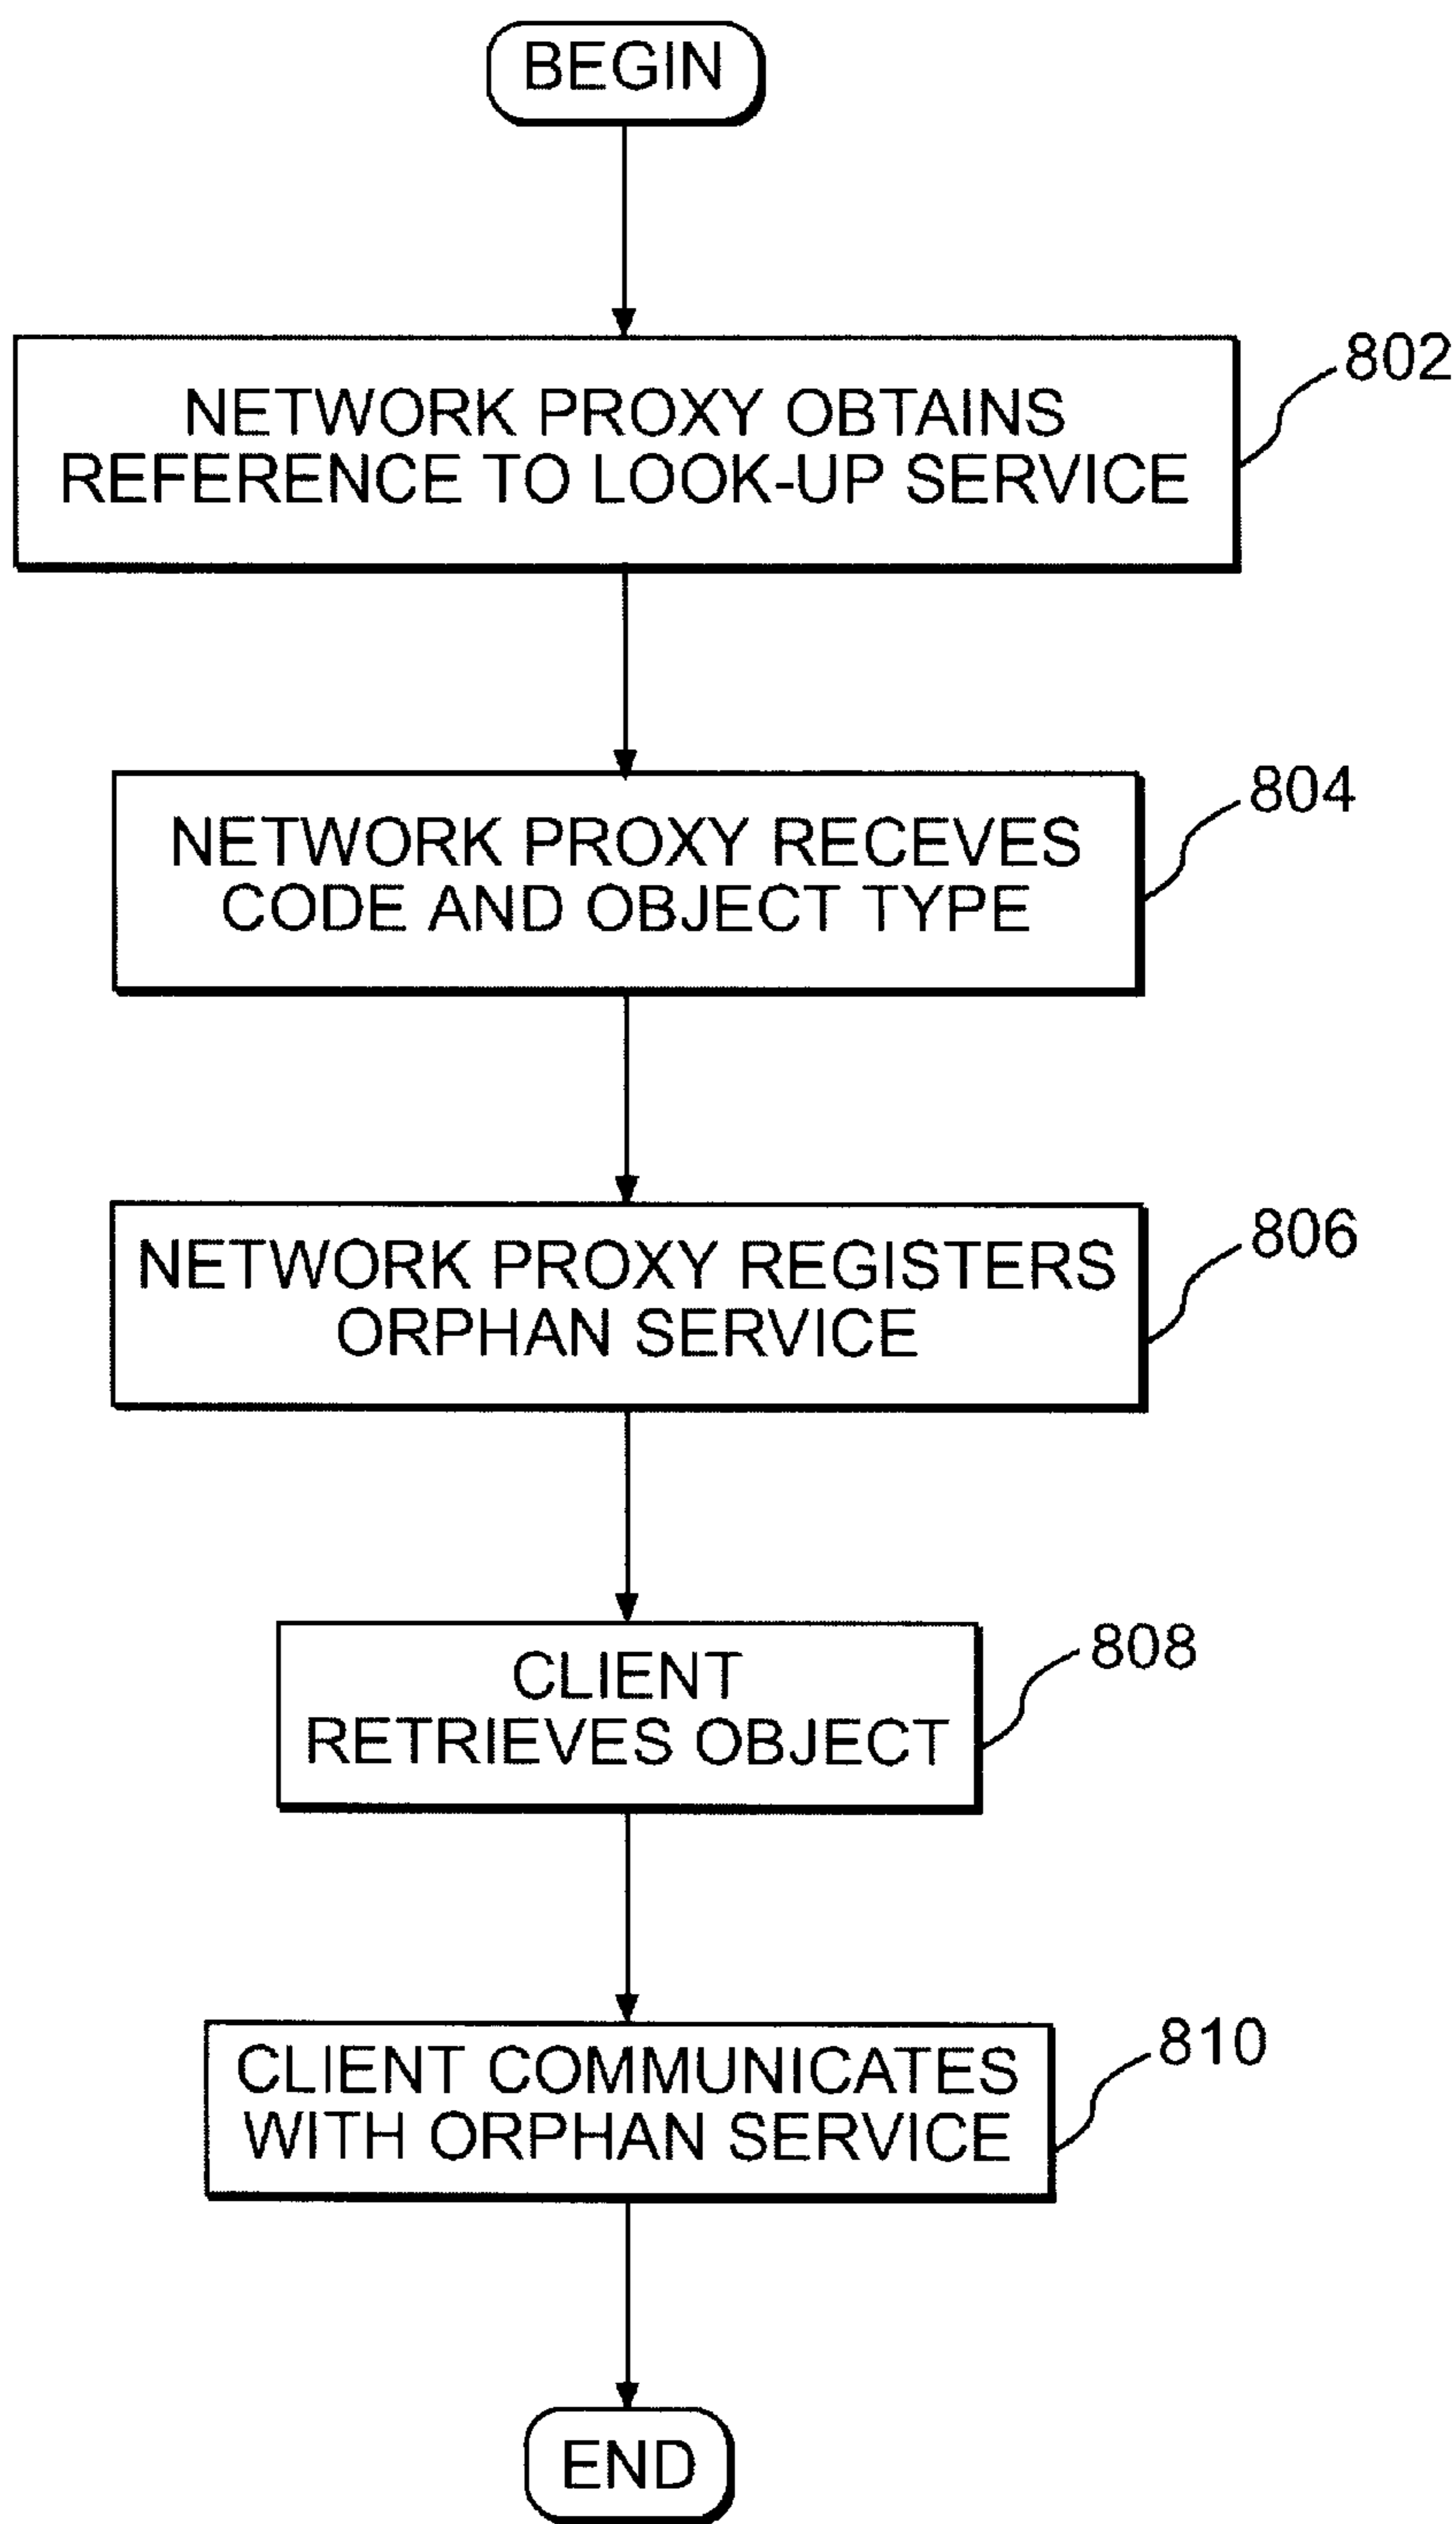 BEGIN
NETWORK PROXY OBTAINS
REFERENCE TO LOOK-UP SERVICE
802
NETWORK PROXY RECEVES
CODE AND OBJECT TYPE
804
NETWORK PROXY REGISTERS
ORPHAN SERVICE
806
CLIENT
RETRIEVES OBJECT
808
CLIENT COMMUNICATES
WITH ORPHAN SERVICE
810
END